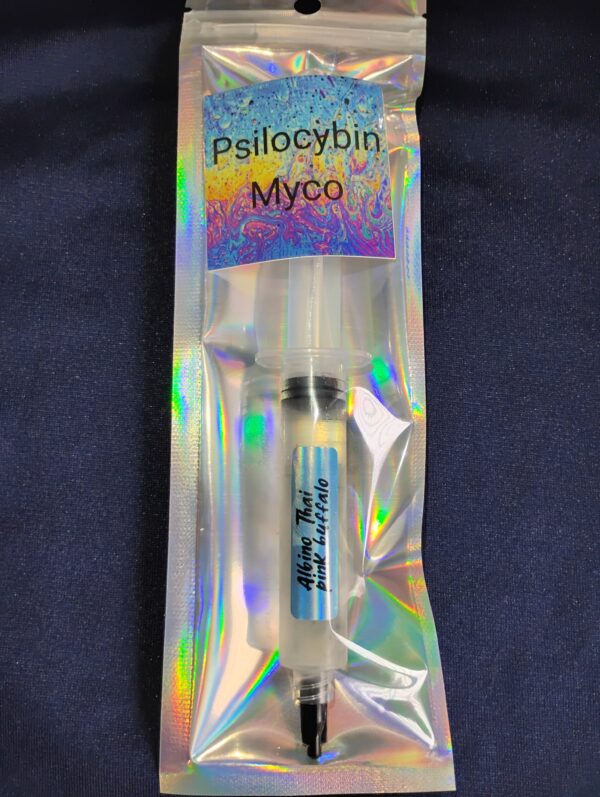 Psilocybin
Myco
Albino Thai
pink buffalo